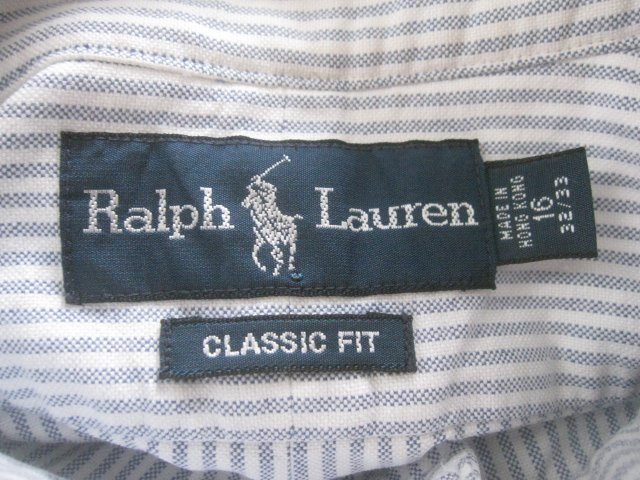 Ralph Lauren
MADE IN
HONG KONG
16
32/33
CLASSIC FIT